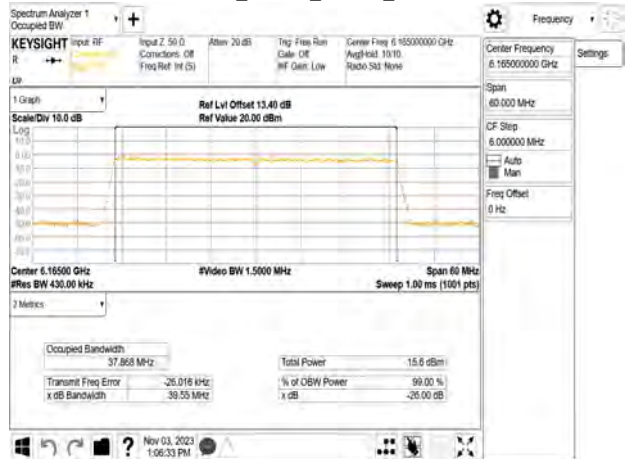 Spectrum Analyzer 1
Occupied BW
Frequency
KEYSIGHT
Input: RF
R
Input Z: 50 Ω
Corrections: Off
Freq Ref: Int (S)
Atten: 20 dB
Trig: Free Run
Gate: Off
#IF Gain: Low
Center Freq: 6.165000000 GHz
Avg|Hold: 10/10
Radio Std: None
Center Frequency
6.165000000 GHz
Settings
Span
60.000 MHz
CF Step
6.000000 MHz
Auto
Man
Freq Offset
0 Hz
1 Graph
Scale/Div 10.0 dB
Ref Lvl Offset 13.40 dB
Ref Value 20.00 dBm
Log
Center 6.16500 GHz
#Res BW 430.00 kHz
#Video BW 1.5000 MHz
Span 60 MHz
Sweep 1.00 ms (1001 pts)
2 Metrics
Occupied Bandwidth
37.868 MHz
Total Power
15.6 dBm
Transmit Freq Error
-26.016 kHz
% of OBW Power
99.00 %
x dB Bandwidth
39.55 MHz
x dB
-26.00 dB
?
Nov 03, 2023
1:06:33 PM